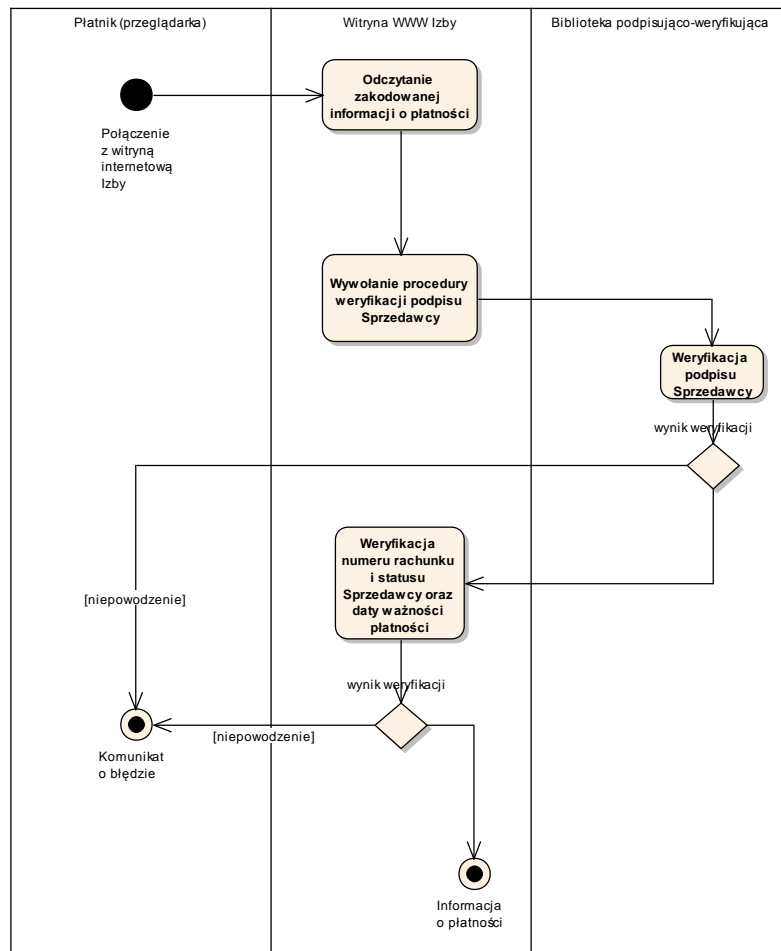 Płatnik (przeglądarka)
Witryna WWW Izby
Biblioteka podpisująco-weryfikująca
Odczytanie
zakodowanej
informacji o płatności
Połączenie
z witryną
internetową
Izby
Wywołanie procedury
weryfikacji podpisu
Sprzedawcy
Weryfikacja
podpisu
Sprzedawcy
wynik weryfikacji
Weryfikacja
numeru rachunku
i statusu
Sprzedawcy oraz
daty ważności
płatności
[niepowodzenie]
wynik weryfikacji
[niepowodzenie]
Komunikat
o błędzie
Informacja
o płatności